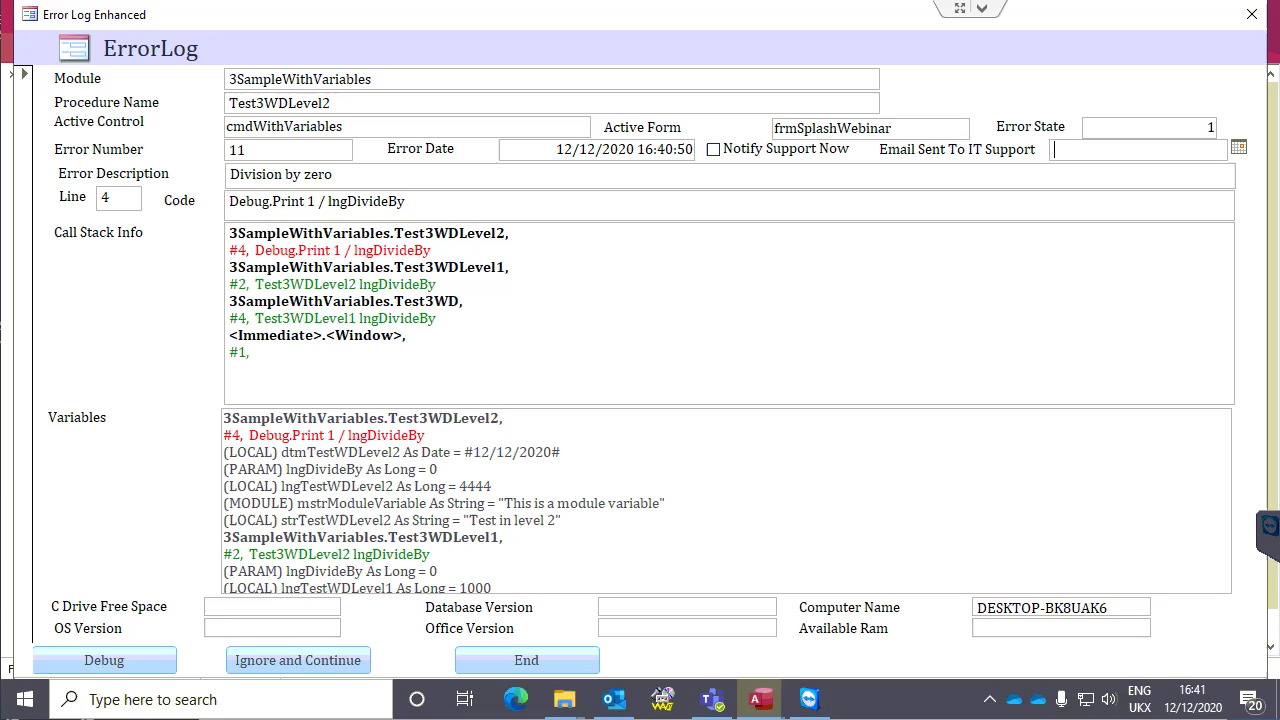 Error Log Enhanced
ErrorLog
Module 3SampleWithVariables
Procedure Name Test3WDLevel2
Active Control cmdWithVariables Active Form frmSplashWebinar Error State 1
Error Number 11 Error Date 12/12/2020 16:40:50 Notify Support Now Email Sent To IT Support
Error Description Division by zero
Line 4 Code Debug.Print 1 / lngDivideBy
Call Stack Info 3SampleWithVariables.Test3WDLevel2,
#4, Debug.Print 1 / lngDivideBy
3SampleWithVariables.Test3WDLevel1,
#2, Test3WDLevel2 lngDivideBy
3SampleWithVariables.Test3WD,
#4, Test3WDLevel1 lngDivideBy
<Immediate>.<Window>,
#1,
Variables 3SampleWithVariables.Test3WDLevel2,
#4, Debug.Print 1 / lngDivideBy
(LOCAL) dtmTestWDLevel2 As Date = #12/12/2020#
(PARAM) lngDivideBy As Long = 0
(LOCAL) lngTestWDLevel2 As Long = 4444
(MODULE) mstrModuleVariable As String = "This is a module variable"
(LOCAL) strTestWDLevel2 As String = "Test in level 2"
3SampleWithVariables.Test3WDLevel1,
#2, Test3WDLevel2 lngDivideBy
(PARAM) lngDivideBy As Long = 0
(LOCAL) lngTestWDLevel1 As Long = 1000
C Drive Free Space Database Version Computer Name DESKTOP-BK8UAK6
OS Version Office Version Available Ram
Debug Ignore and Continue End
Type here to search
ENG 16:41
UKX 12/12/2020 20